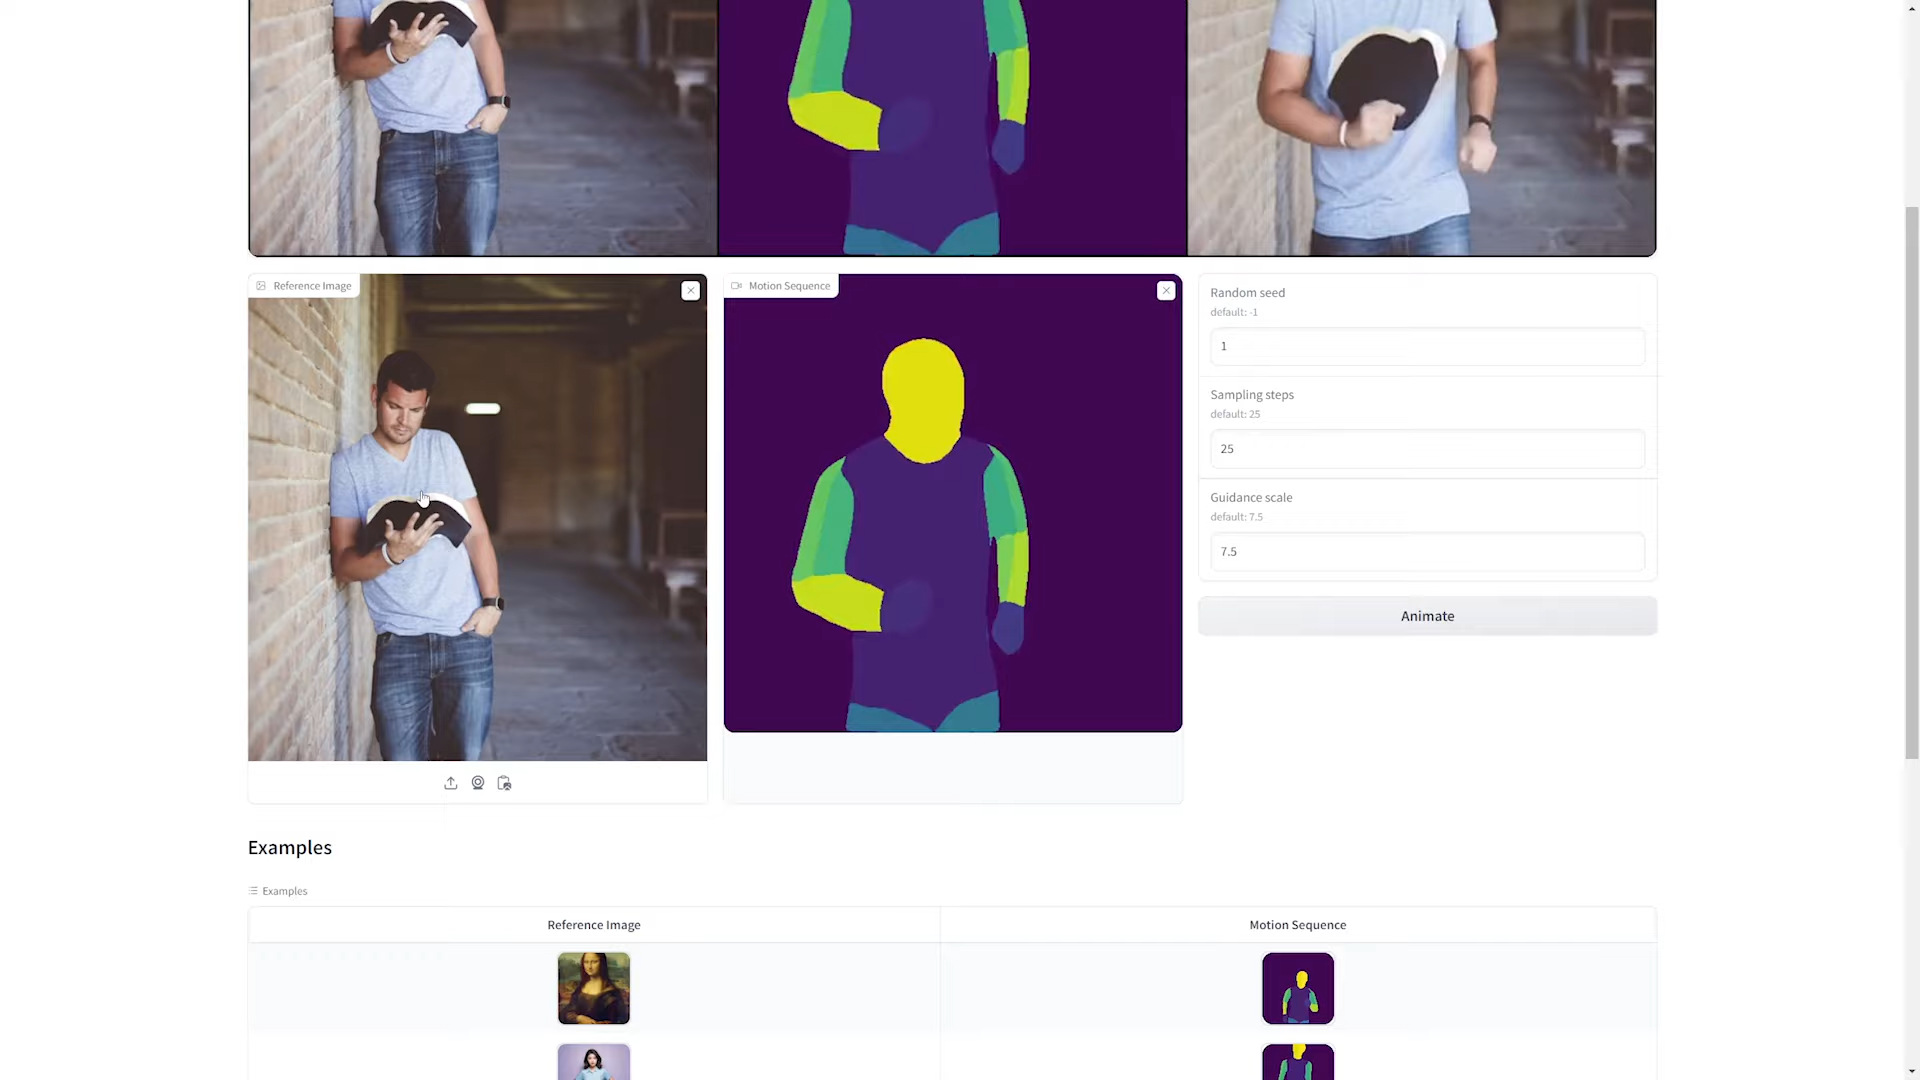 Reference Image
Motion Sequence
Random seed
default: -1
1
Sampling steps
default: 25
25
Guidance scale
default: 7.5
7.5
Animate
Examples
Examples
Reference Image
Motion Sequence